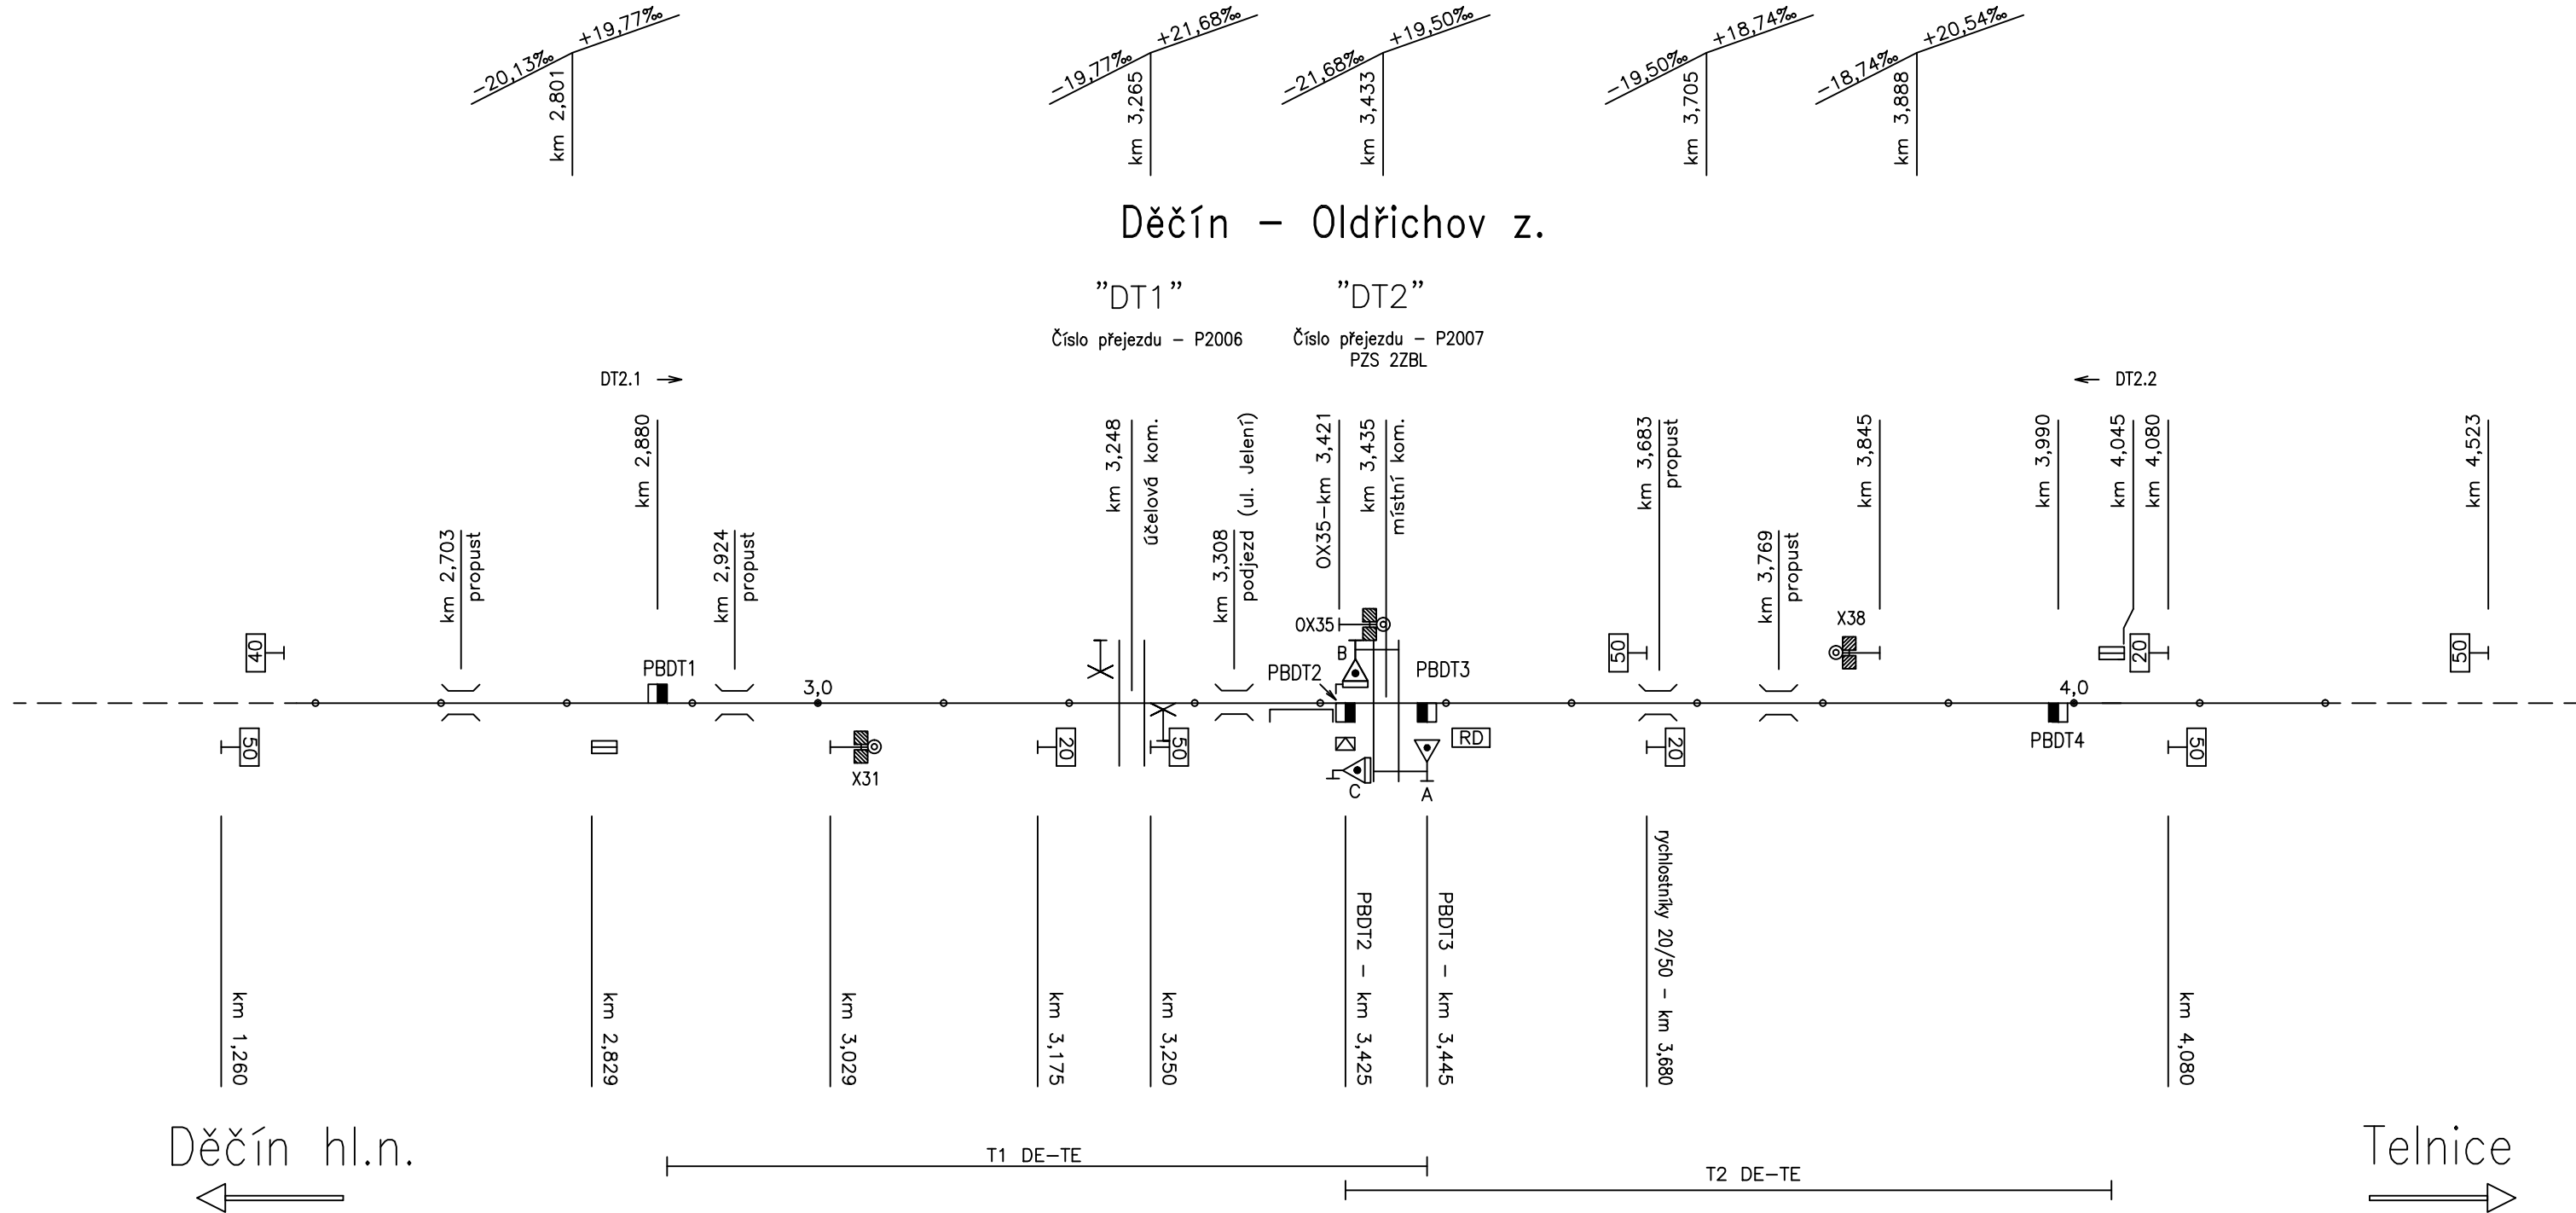 -20,13‰
+19,77‰
km 2,801
-19,77‰
+21,68‰
km 3,265
-21,68‰
+19,50‰
km 3,433
-19,50‰
+18,74‰
km 3,705
-18,74‰
+20,54‰
km 3,888
Děčín – Oldřichov z.
"DT1"
"DT2"
Číslo přejezdu – P2006
Číslo přejezdu – P2007
PZS 2ZBL
DT2.1
DT2.2
km 2,703
propust
km 2,880
km 2,924
propust
km 3,248
účelová kom.
km 3,308
podjezd (ul. Jelení)
OX35-km 3,421
km 3,435
místní kom.
km 3,683
propust
km 3,769
propust
km 3,845
km 3,990
km 4,045
km 4,080
km 4,523
40
PBDT1
3,0
PBDT2
OX35
B
PBDT3
50
X38
4,0
20
50
50
X31
20
50
C
A
RD
20
PBDT4
50
km 1,260
km 2,829
km 3,029
km 3,175
km 3,250
PBDT2 – km 3,425
PBDT3 – km 3,445
rychlostníky 20/50 – km 3,680
km 4,080
Děčín hl.n.
T1 DE-TE
T2 DE-TE
Telnice